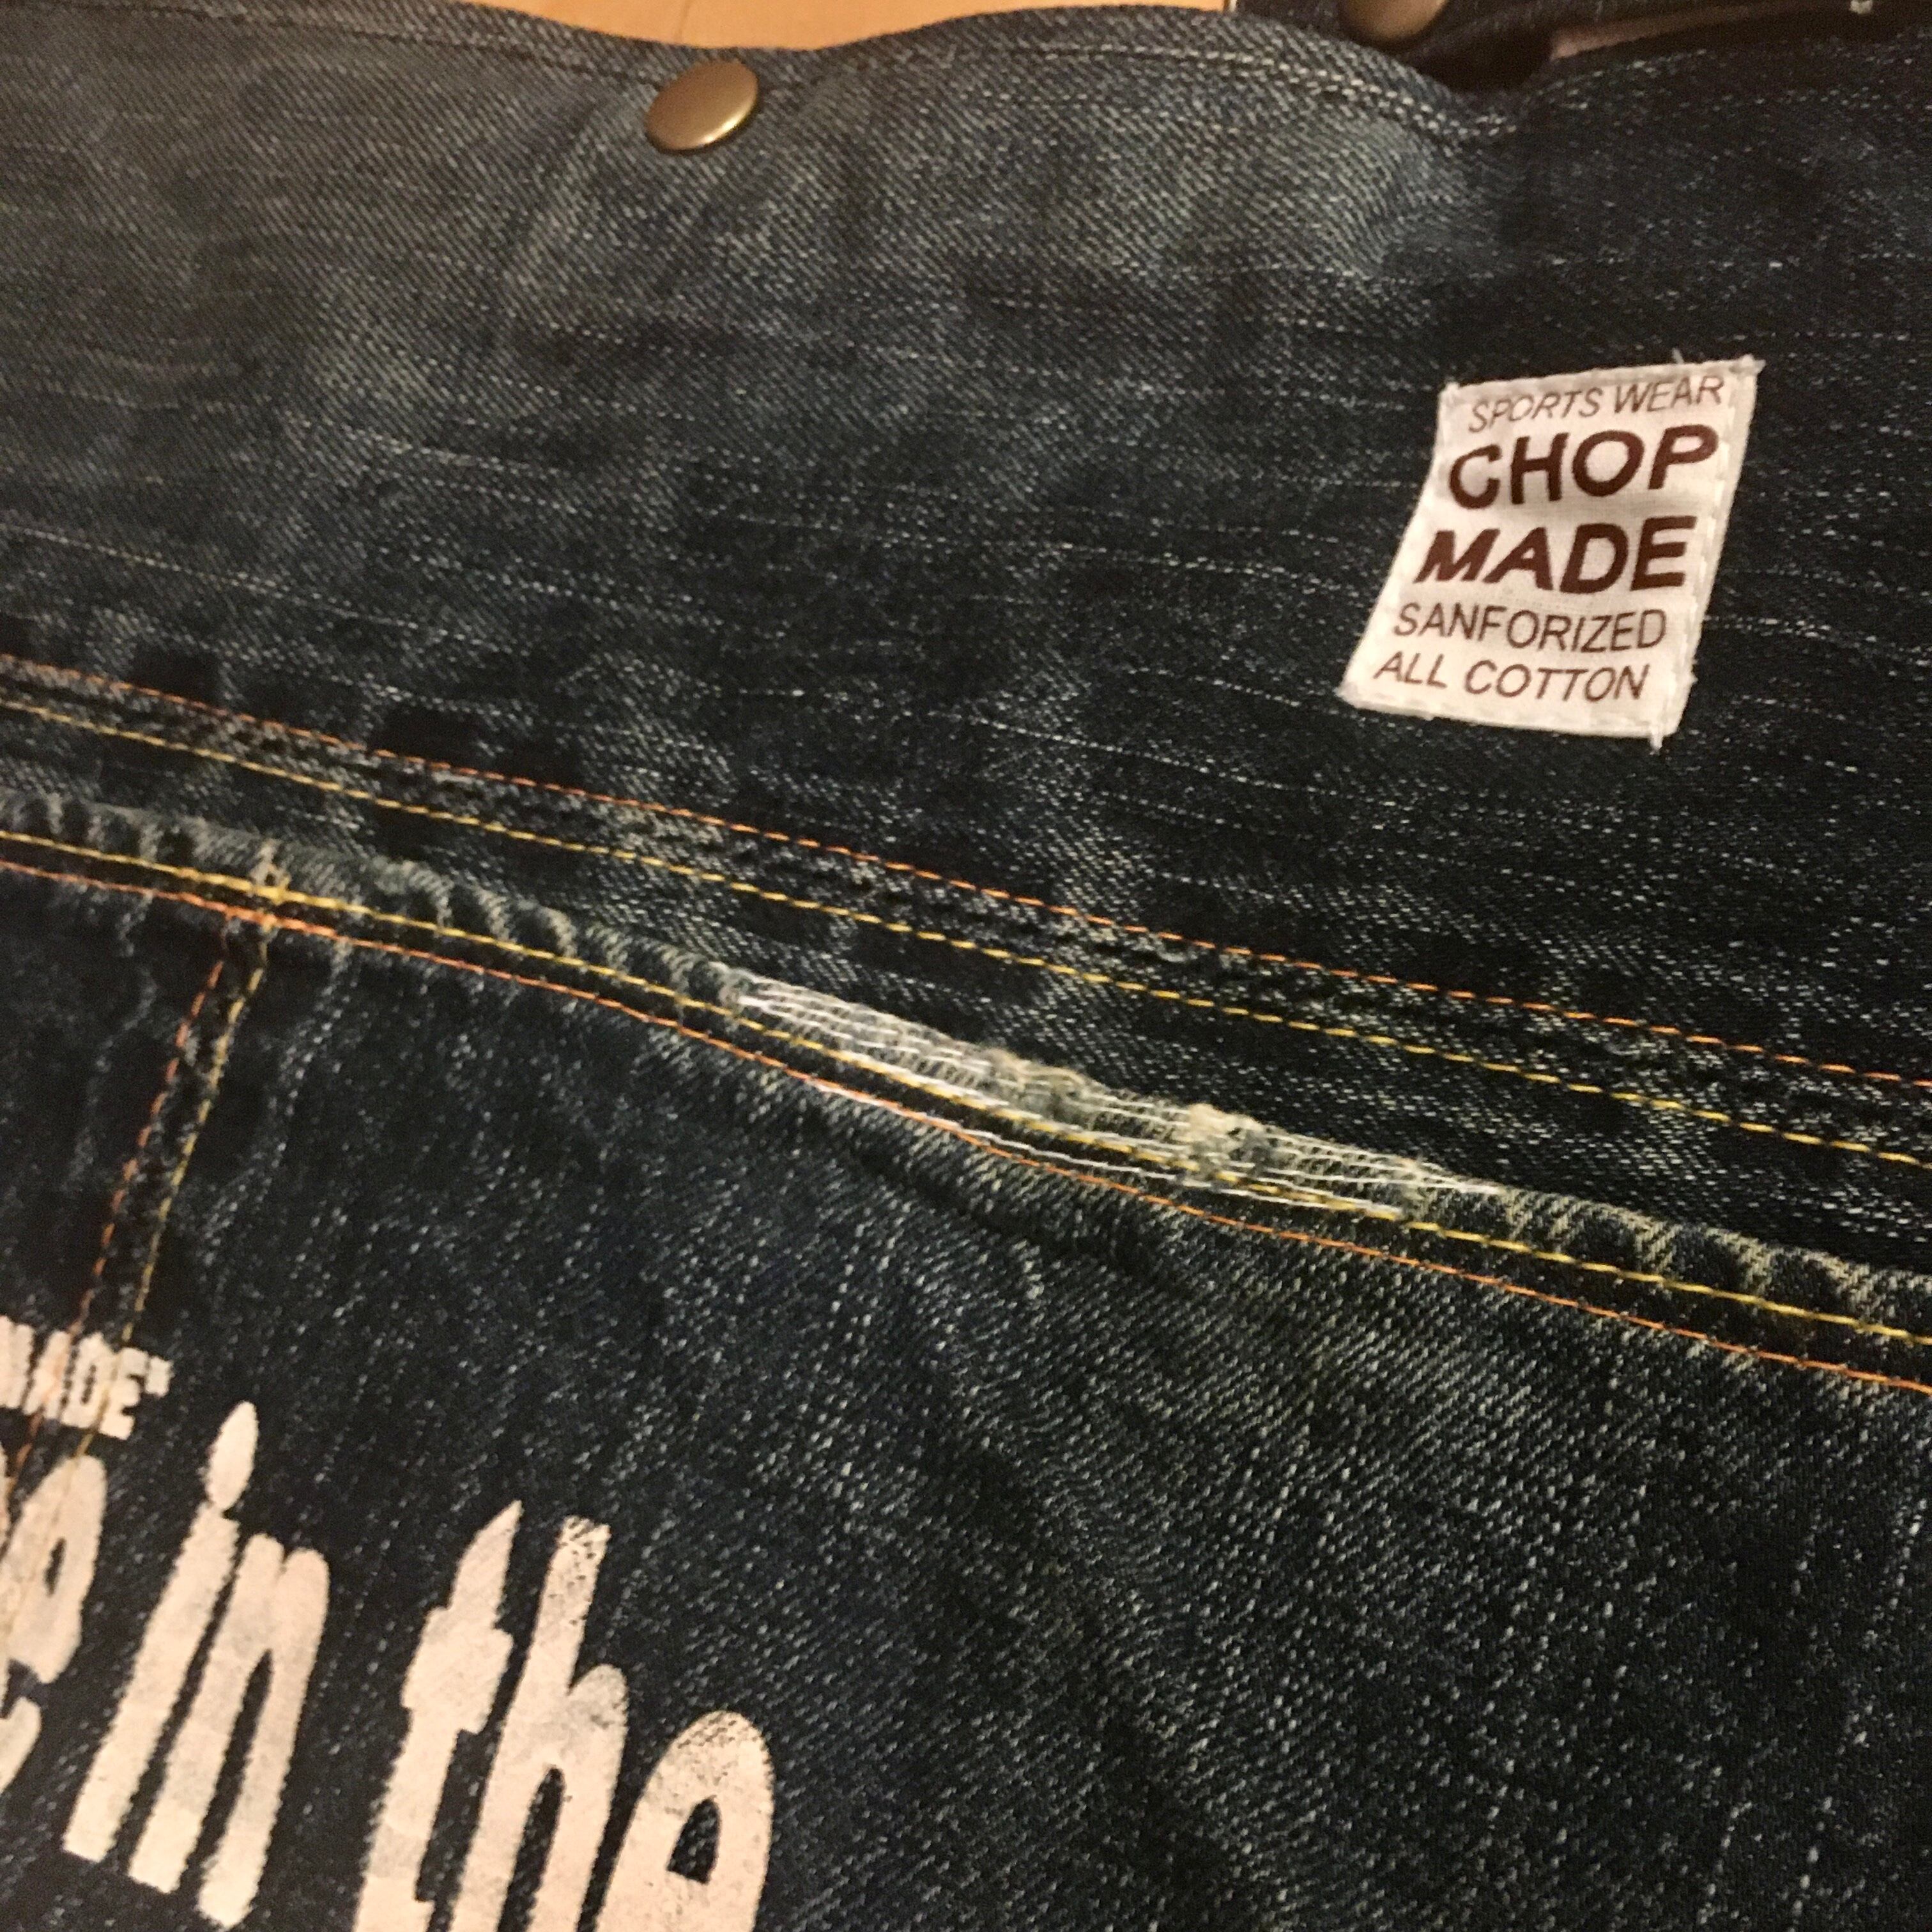 SPORTS WEAR
CHOP
MADE
SANFORIZED
ALL COTTON
MADE"
e in the